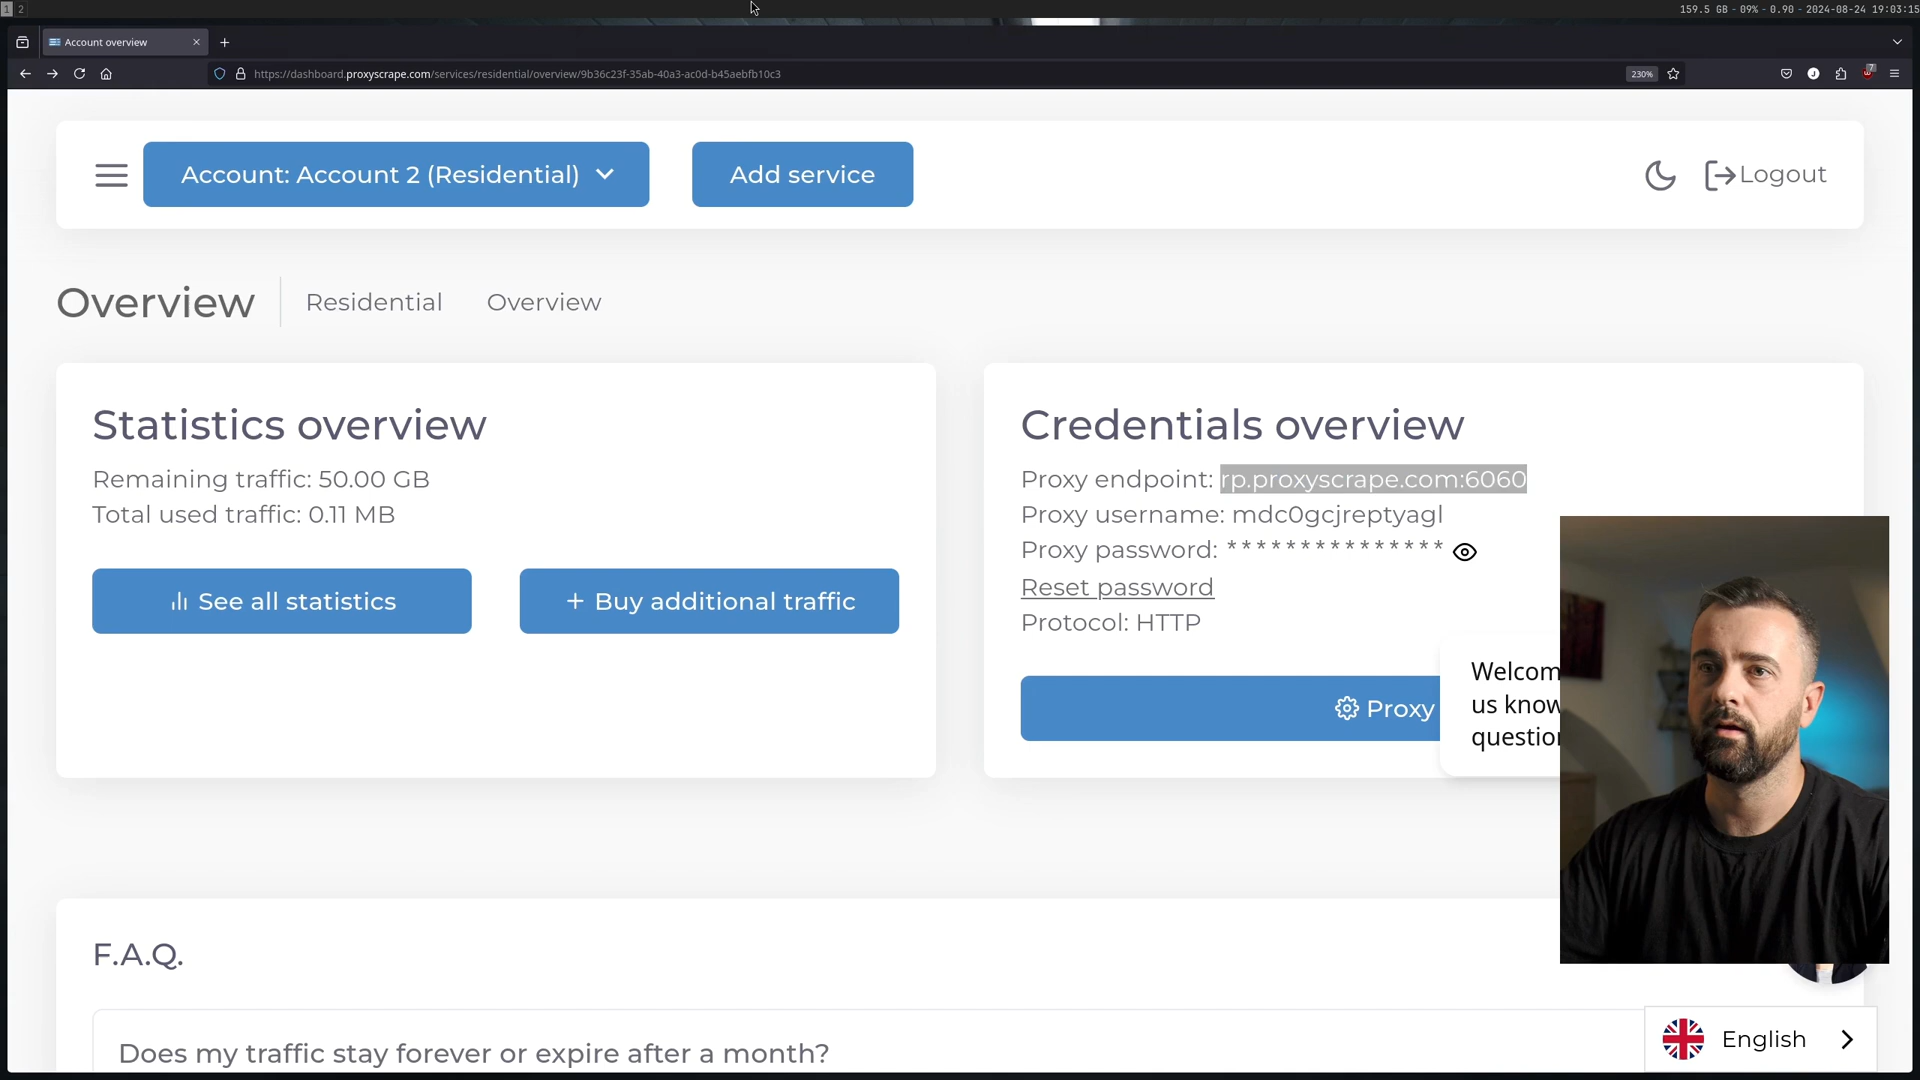 1 2
159.5 GB - 09% - 0.90 - 2024-08-24 19:03:15
Account overview
https://dashboard.proxyscrape.com/services/residential/overview/9b36c23f-35ab-40a3-ac0d-b45aebfb10c3
230%
J
7
Account: Account 2 (Residential)
Add service
Logout
Overview
Residential
Overview
Statistics overview
Remaining traffic: 50.00 GB
Total used traffic: 0.11 MB
See all statistics
+ Buy additional traffic
Credentials overview
Proxy endpoint: rp.proxyscrape.com:6060
Proxy username: mdc0gcjreptyagl
Proxy password: ***************
Reset password
Protocol: HTTP
Proxy
Welcom
us know
question
F.A.Q.
Does my traffic stay forever or expire after a month?
English